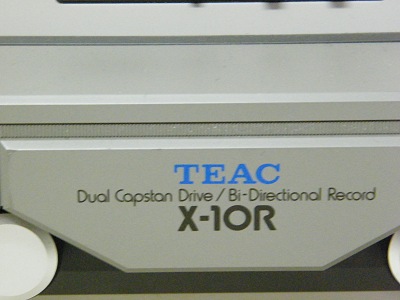 TEAC
Dual Capstan Drive / Bi-Directional Record
X-10R